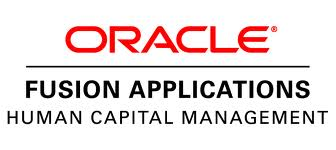 ORACLE®
FUSION APPLICATIONS
HUMAN CAPITAL MANAGEMENT